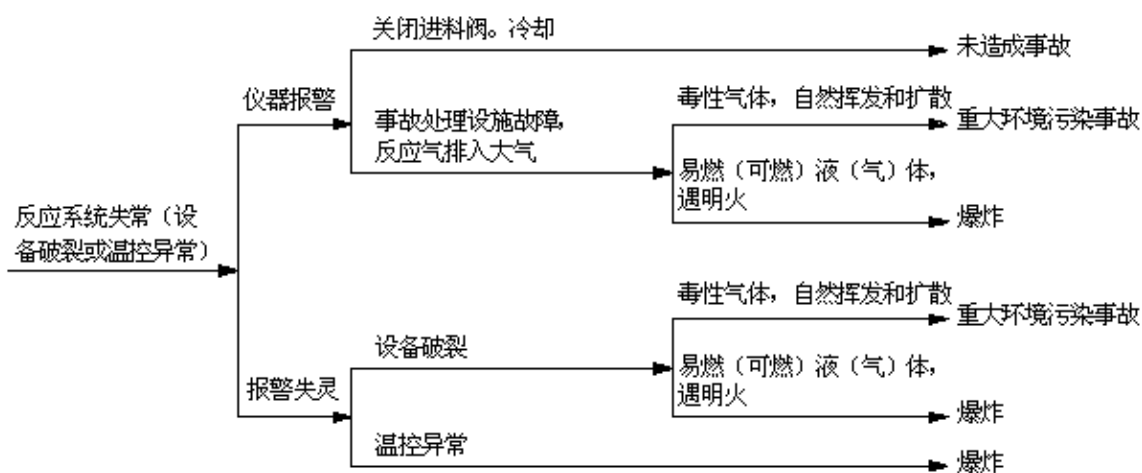 关闭进料阀。冷却
未造成事故
仪器报警
事故处理设施故障,
反应气排入大气
毒性气体，自然挥发和扩散
重大环境污染事故
易燃（可燃）液（气）体,
遇明火
爆炸
反应系统失常（设
备破裂或温控异常）
毒性气体，自然挥发和扩散
重大环境污染事故
设备破裂
易燃（可燃）液（气）体,
遇明火
爆炸
报警失灵
温控异常
爆炸